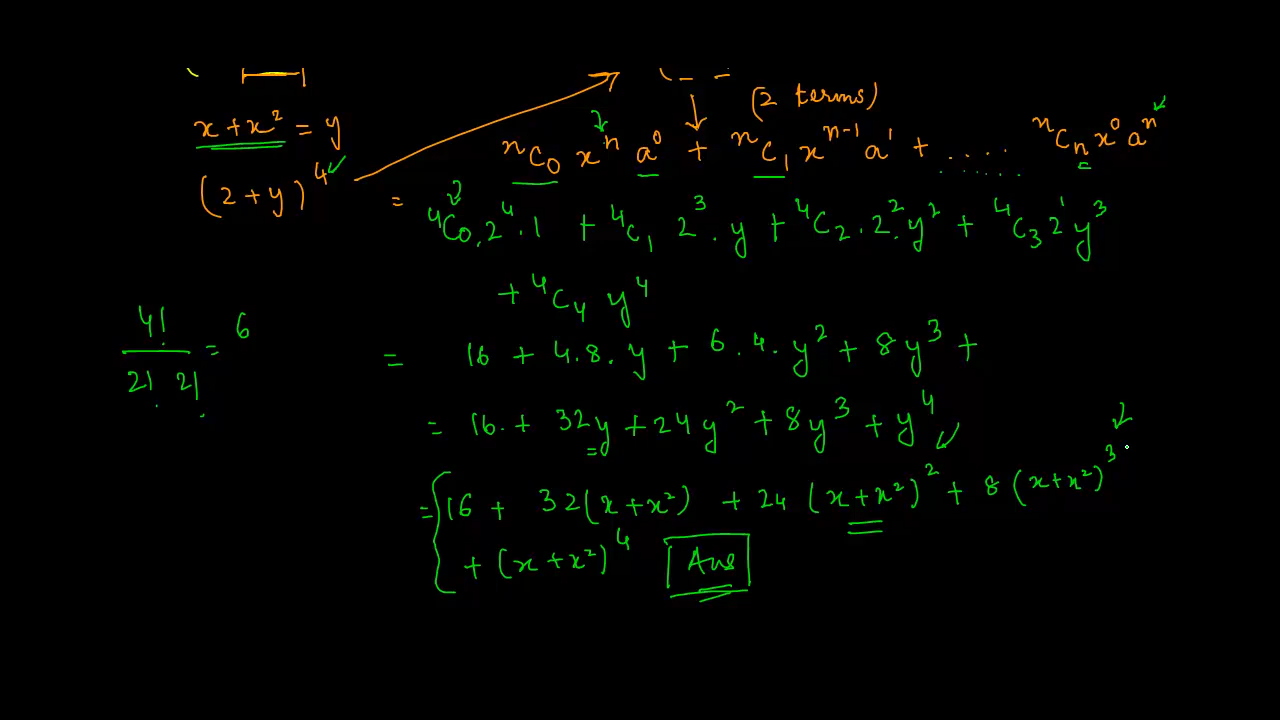 (2 terms)
x + x² = y
ⁿC₀ xⁿ a⁰ + ⁿC₁ xⁿ⁻¹ a¹ + ..... ⁿCₙ x⁰ aⁿ
(2 + y)⁴
= ⁴C₀. 2⁴ . 1 + ⁴C₁ 2³ . y + ⁴C₂ . 2² . y² + ⁴C₃ 2¹ y³
+ ⁴C₄ y⁴
4! / 2! 2! = 6
= 16 + 4.8. y + 6.4. y² + 8y³ +
= 16 + 32y + 24y² + 8y³ + y⁴
= { 16 + 32(x + x²) + 24 (x + x²)² + 8 (x + x²)³
+ (x + x²)⁴ Ans